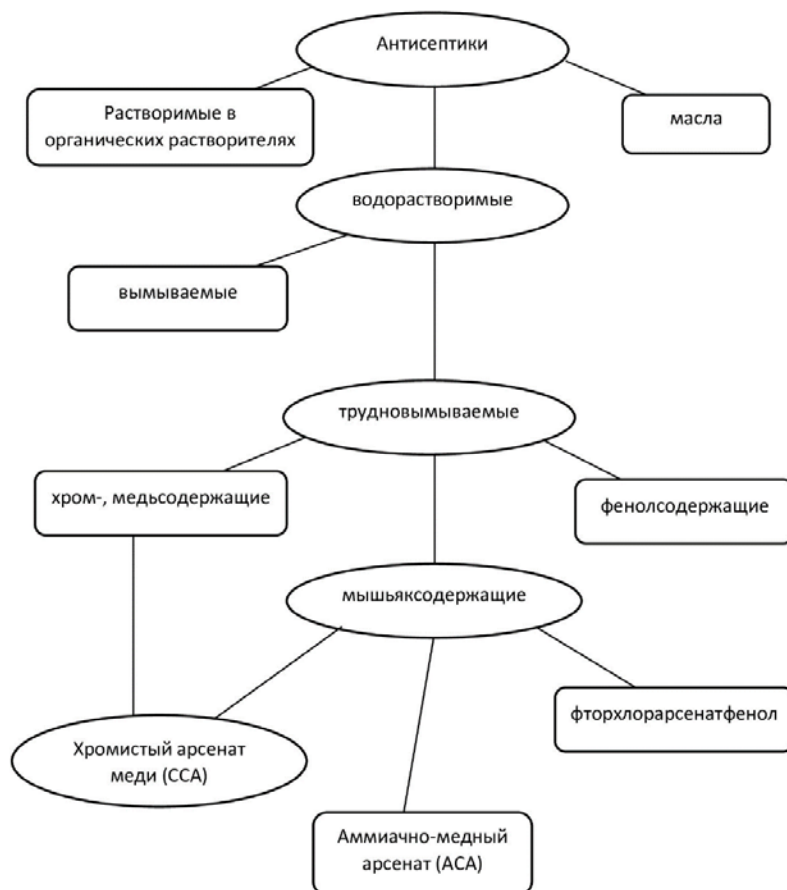 Антисептики
Растворимые в
органических растворителях
масла
водорастворимые
вымываемые
трудновымываемые
хром-, медьсодержащие
фенолсодержащие
мышьяксодержащие
фторхлорарсенатфенол
Хромистый арсенат
меди (ССА)
Аммиачно-медный
арсенат (АСА)